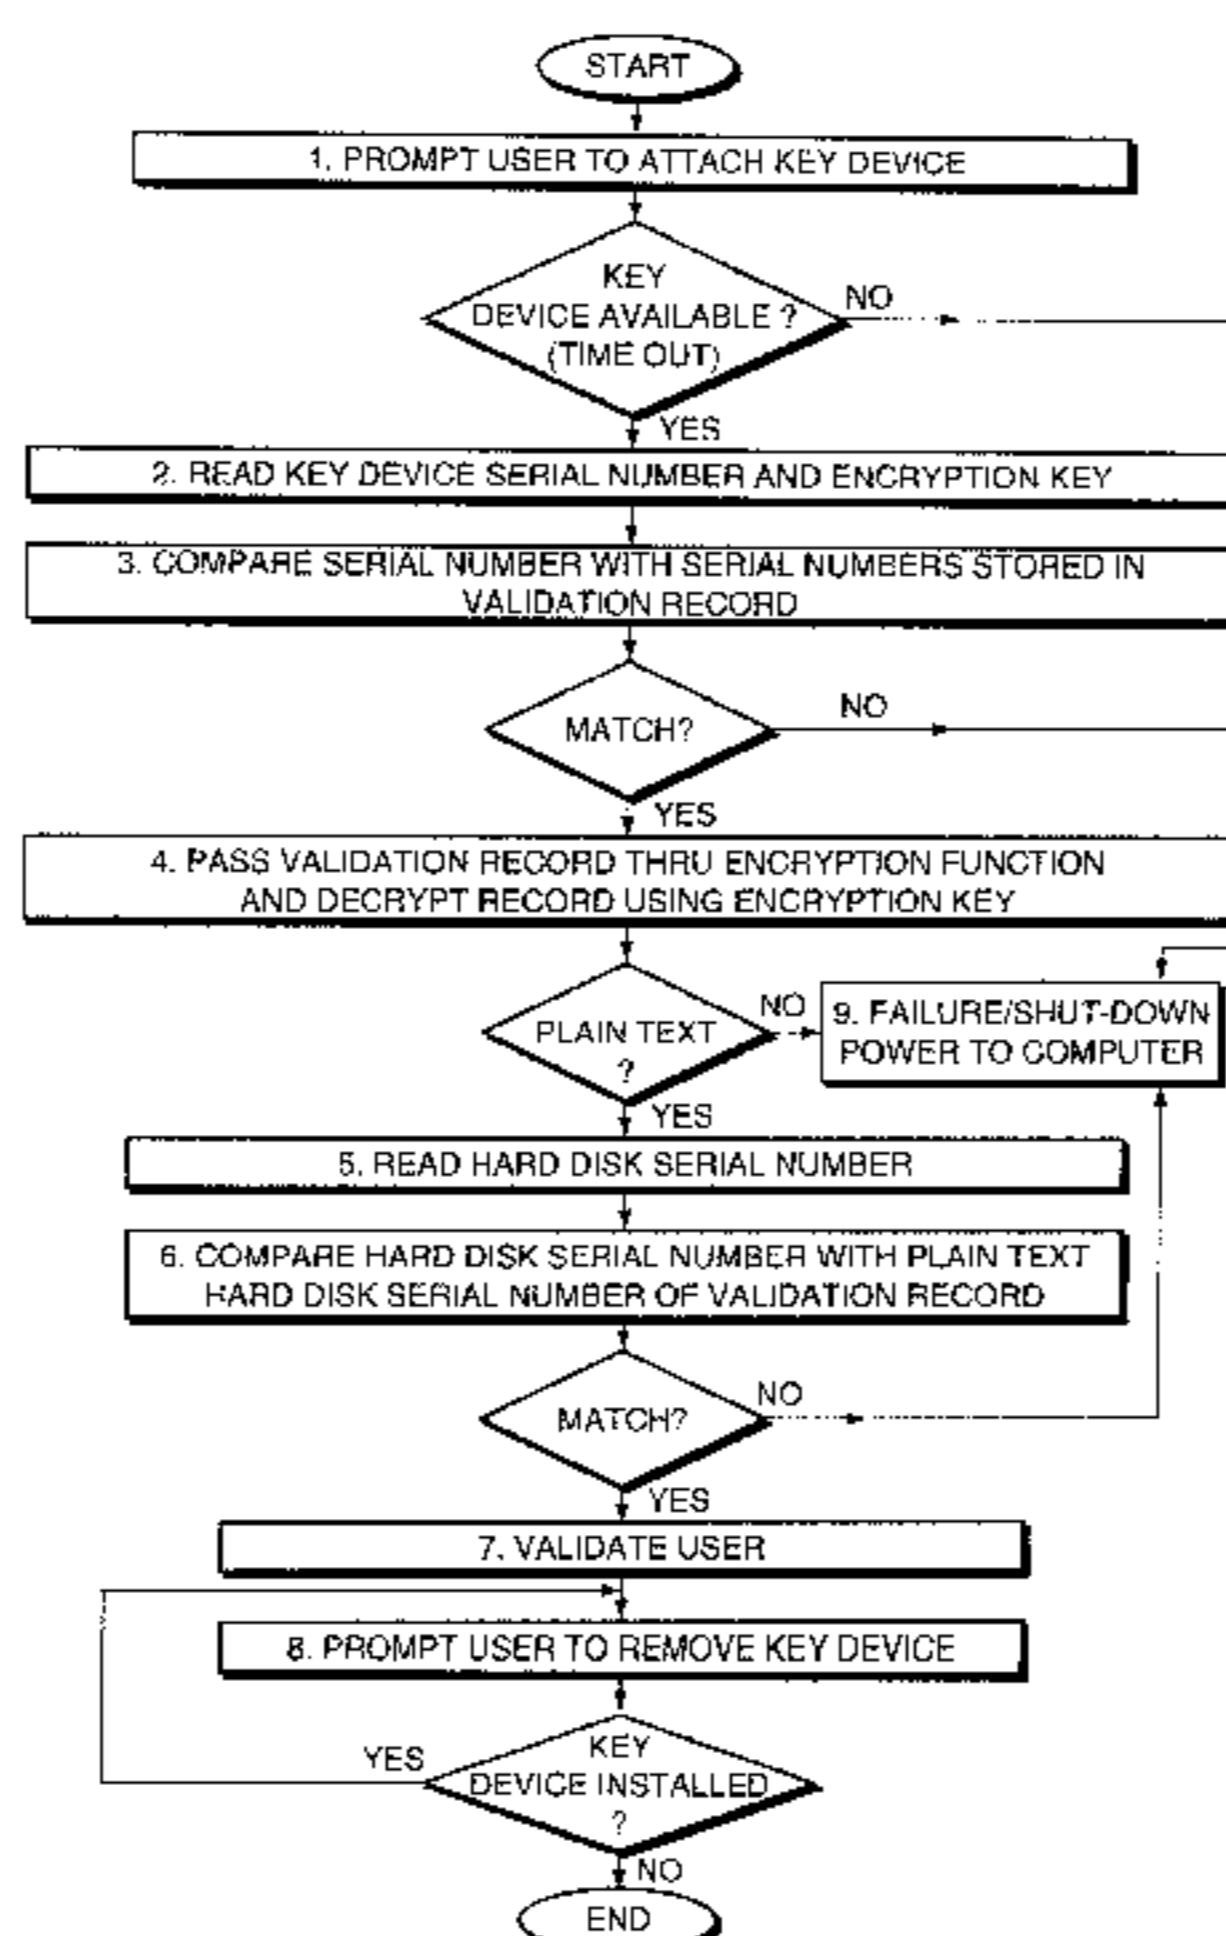 START
1. PROMPT USER TO ATTACH KEY DEVICE
KEY
DEVICE AVAILABLE ?
(TIME OUT)
NO
YES
2. READ KEY DEVICE SERIAL NUMBER AND ENCRYPTION KEY
3. COMPARE SERIAL NUMBER WITH SERIAL NUMBERS STORED IN
VALIDATION RECORD
MATCH?
NO
YES
4. PASS VALIDATION RECORD THRU ENCRYPTION FUNCTION
AND DECRYPT RECORD USING ENCRYPTION KEY
PLAIN TEXT
?
NO
9. FAILURE/SHUT-DOWN
POWER TO COMPUTER
YES
5. READ HARD DISK SERIAL NUMBER
6. COMPARE HARD DISK SERIAL NUMBER WITH PLAIN TEXT
HARD DISK SERIAL NUMBER OF VALIDATION RECORD
MATCH?
NO
YES
7. VALIDATE USER
8. PROMPT USER TO REMOVE KEY DEVICE
YES
KEY
DEVICE INSTALLED
?
NO
END